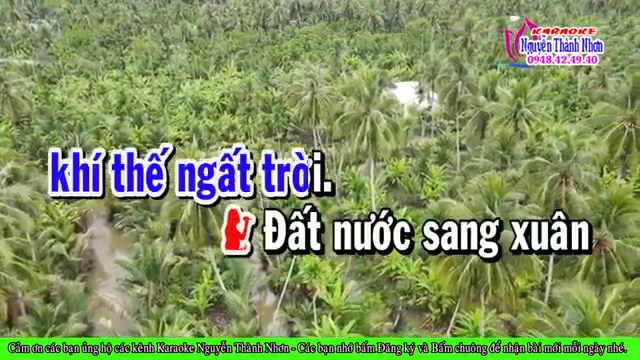 KARAOKE
Nguyễn Thành Nhơn
0948.42.49.40
khí thế ngất trời.
Đất nước sang xuân
Cảm ơn các bạn ủng hộ các kênh Karaoke Nguyễn Thành Nhơn - Các bạn nhớ bấm Đăng ký và Bấm chuông để nhận bài mới mỗi ngày nhé.